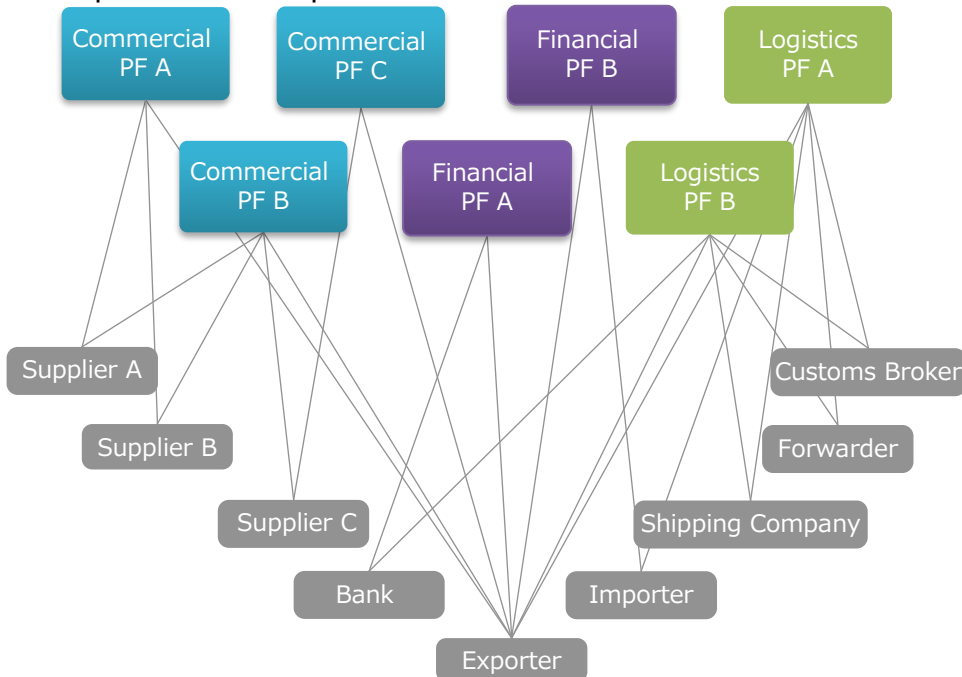 Commercial
PF A
Commercial
PF C
Financial
PF B
Logistics
PF A
Commercial
PF B
Financial
PF A
Logistics
PF B
Supplier A
Customs Broker
Supplier B
Forwarder
Supplier C
Shipping Company
Bank
Importer
Exporter